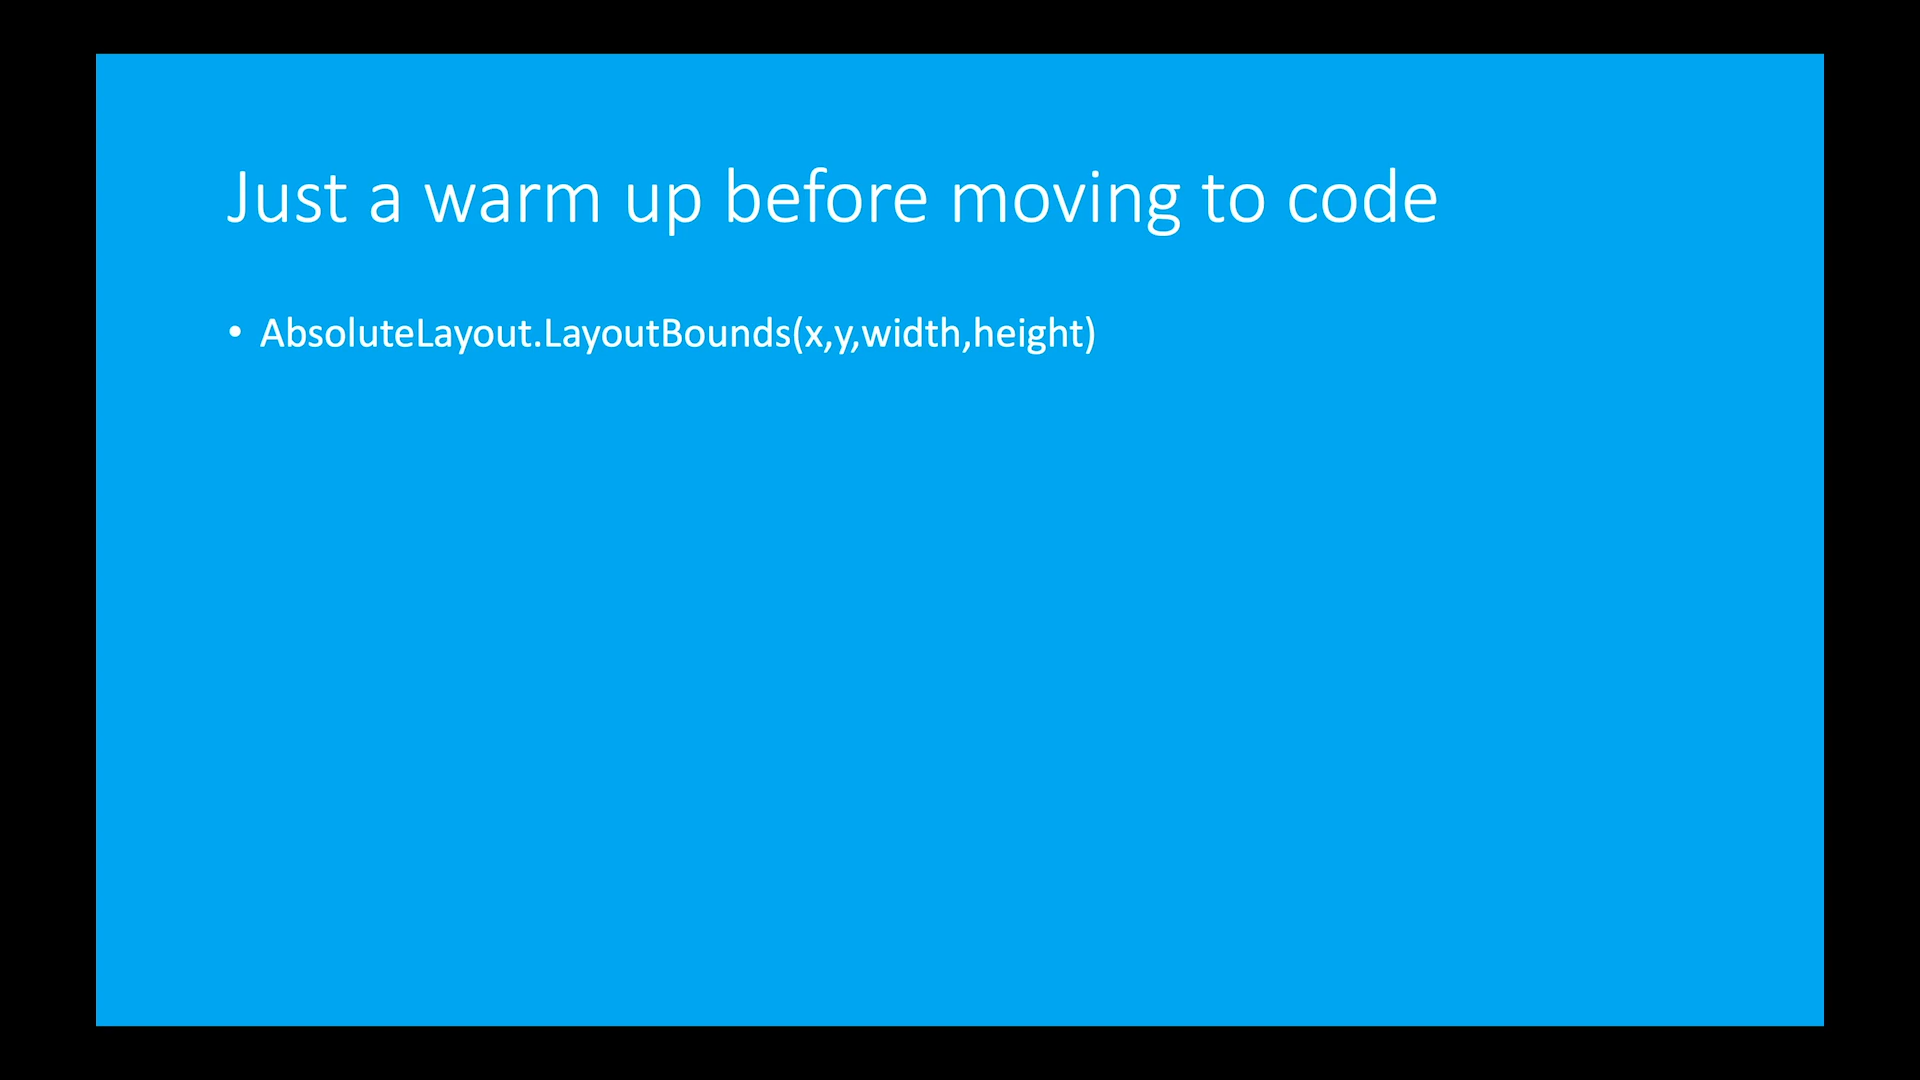 Just a warm up before moving to code
• AbsoluteLayout.LayoutBounds(x,y,width,height)